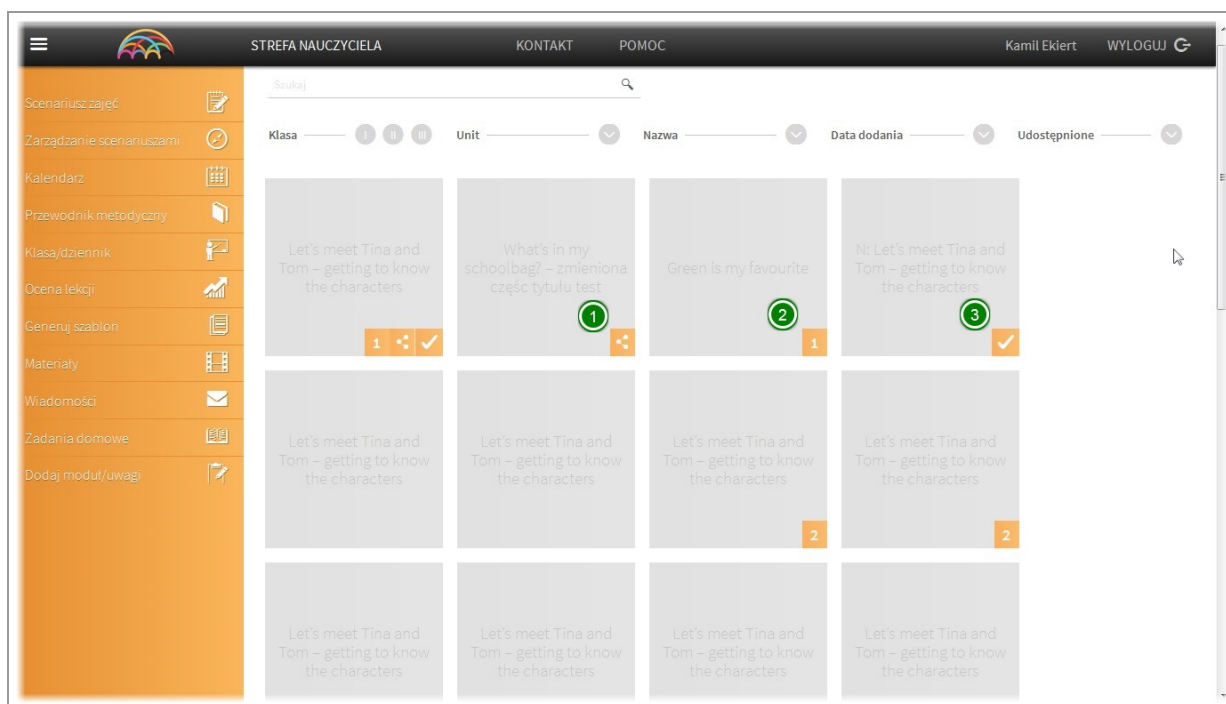 STREFA NAUCZYCIELA KONTAKT POMOC Kamil Ekiert WYLOGUJ
Scenariusz zajęć
Zarządzanie scenariuszami
Kalendarz
Przewodnik metodyczny
Klasa/dziennik
Ocena lekcji
Generuj szablon
Materiały
Wiadomości
Zadania domowe
Dodaj moduł/uwagi
Szukaj
Klasa I II III Unit Nazwa Data dodania Udostępnione
Let's meet Tina and
Tom – getting to know
the characters
1
What's in my
schoolbag? – zmieniona
częśc tytulu test
1
Green is my favourite
2
1
N: Let's meet Tina and
Tom – getting to know
the characters
3
Let's meet Tina and
Tom – getting to know
the characters
Let's meet Tina and
Tom – getting to know
the characters
Let's meet Tina and
Tom – getting to know
the characters
2
Let's meet Tina and
Tom – getting to know
the characters
2
Let's meet Tina and
Tom – getting to know
the characters
Let's meet Tina and
Tom – getting to know
the characters
Let's meet Tina and
Tom – getting to know
the characters
Let's meet Tina and
Tom – getting to know
the characters